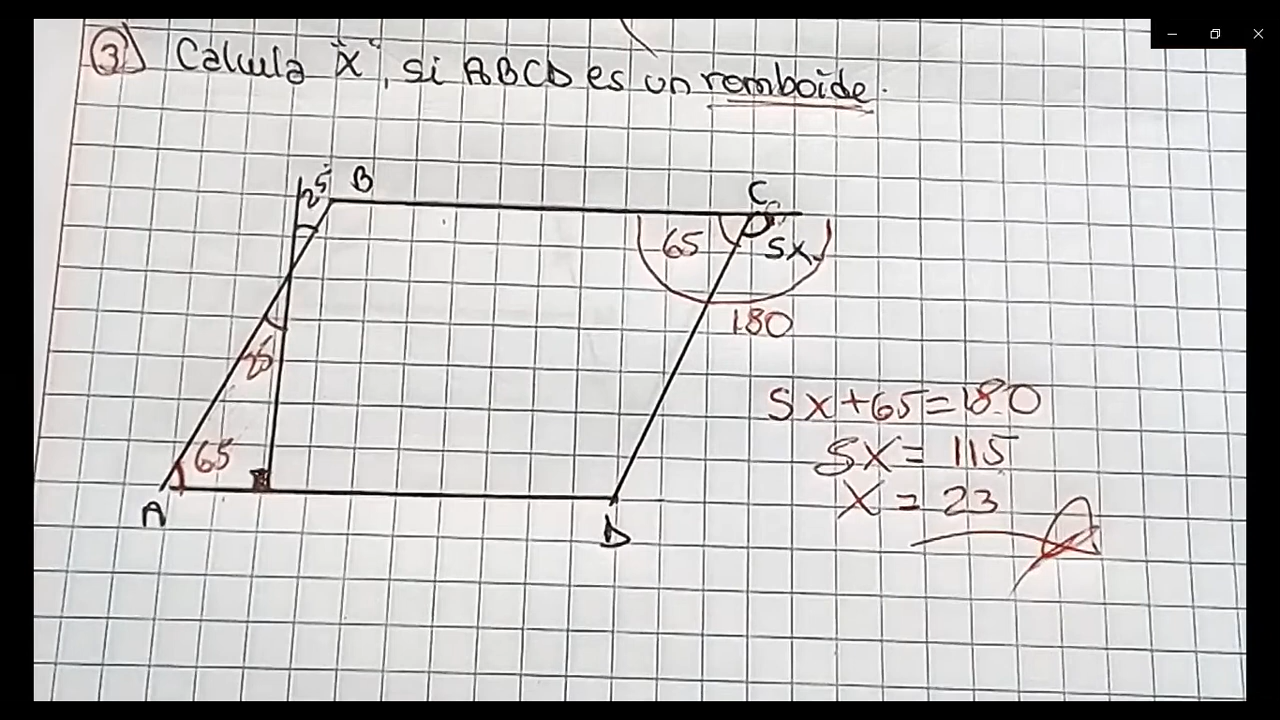 ③ Calcula "x", si ABCD es un romboide.
25° B
C
65 5x
180
25
5x+65=180
65
5x = 115
x = 23
A
D